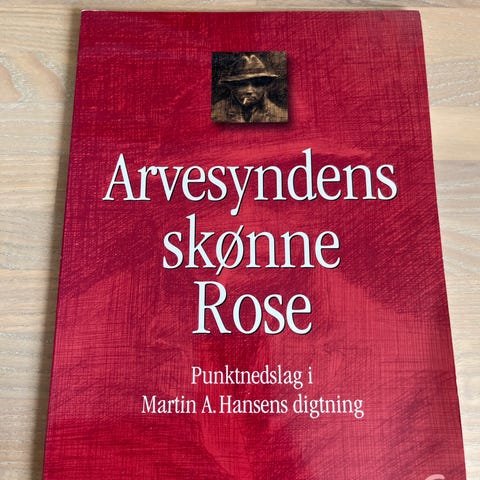 Arvesyndens
skønne
Rose
Punktnedslag i
Martin A. Hansens digtning